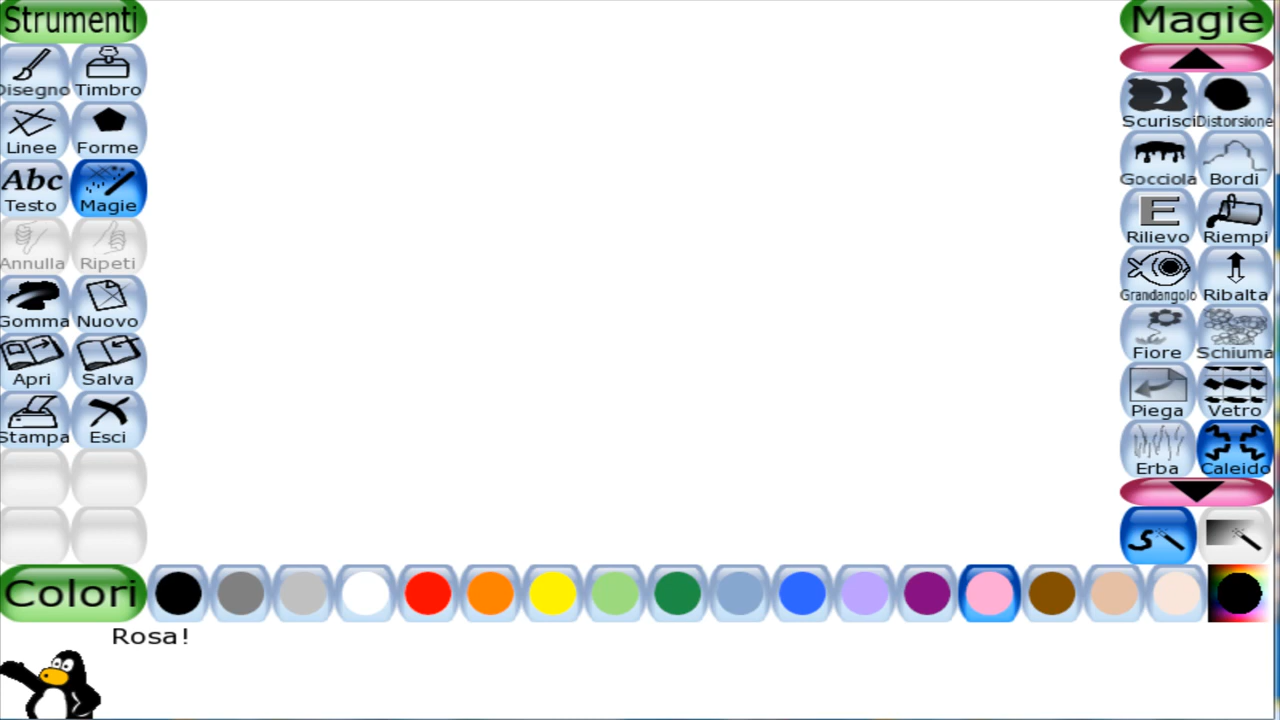 Strumenti
Magie
Disegno Timbro
Scurisci Distorsione
Linee Forme
Gocciola Bordi
Abc
Testo Magie
Rilievo Riempi
Annulla Ripeti
Grandangolo Ribalta
Gomma Nuovo
Fiore Schiuma
Apri Salva
Piega Vetro
Stampa Esci
Erba Caleido
Colori
Rosa!